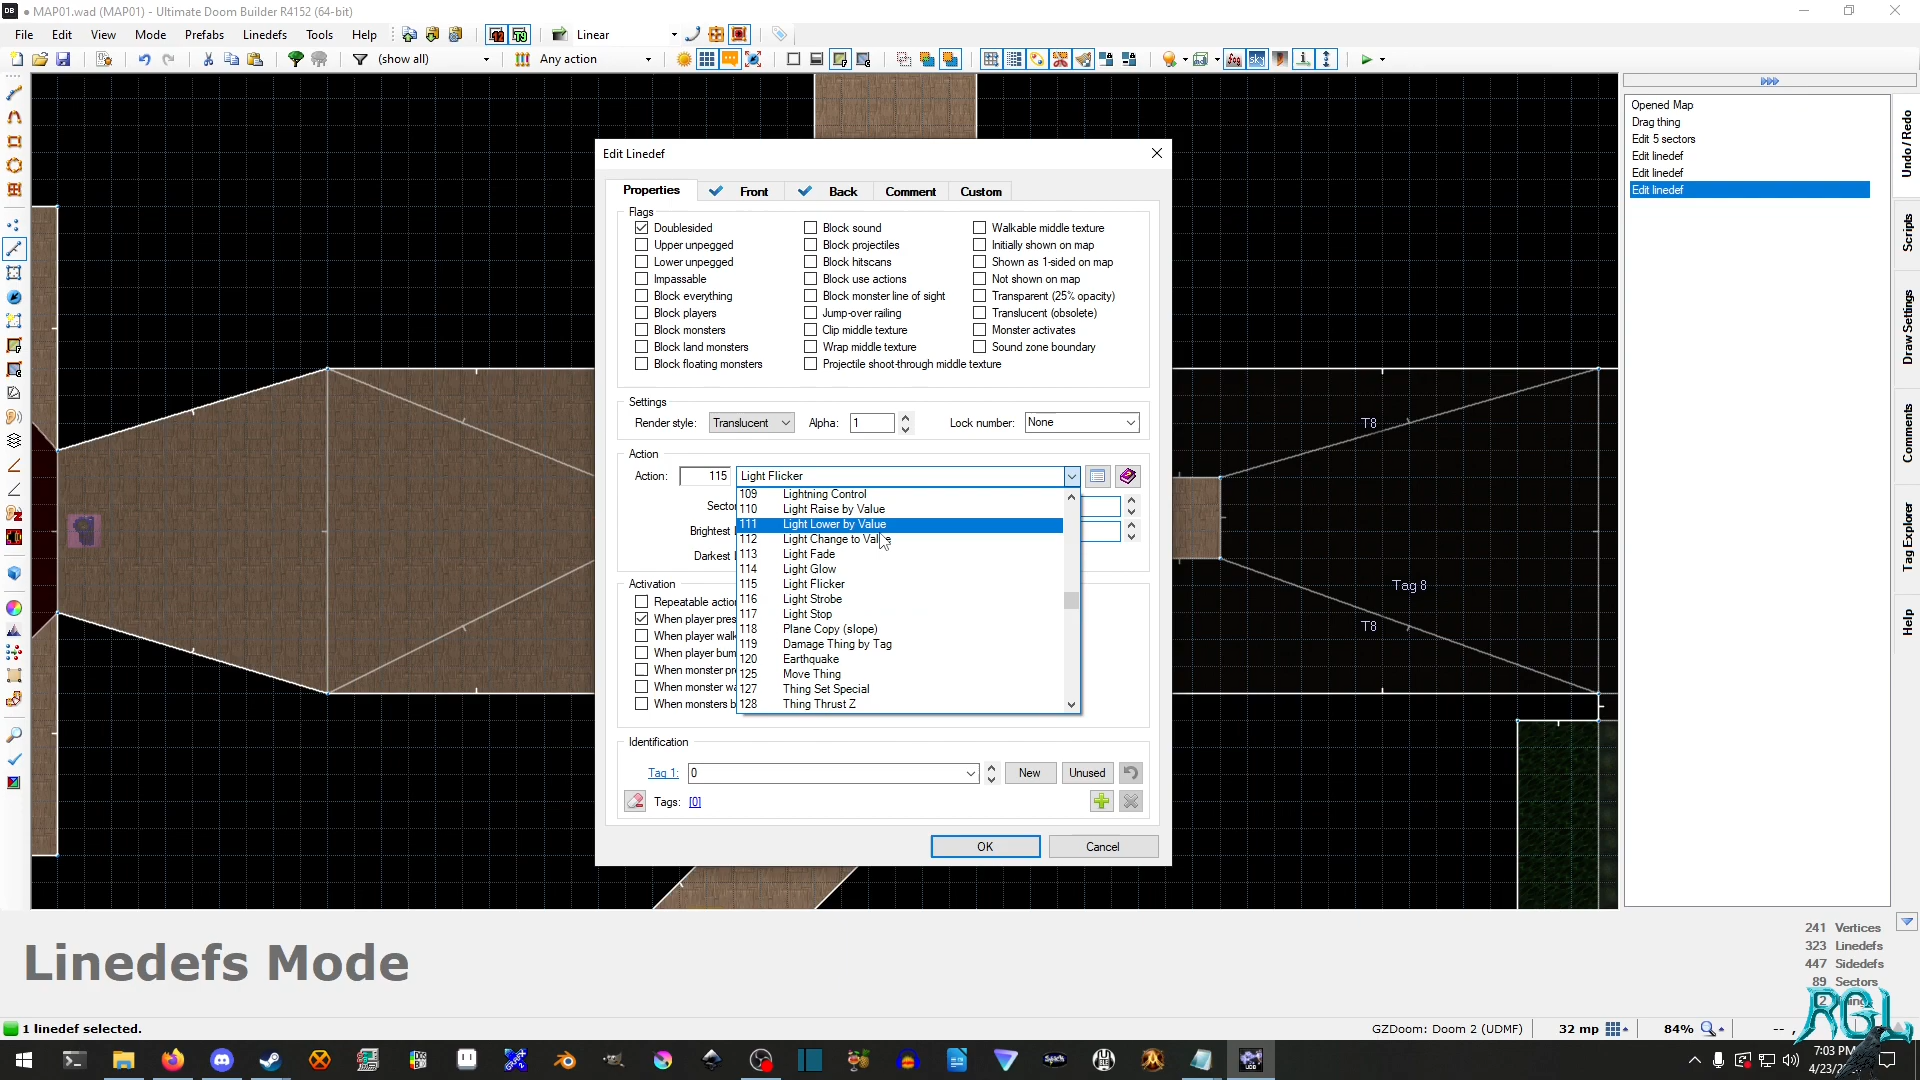 MAP01.wad (MAP01) - Ultimate Doom Builder R4152 (64-bit)
File Edit View Mode Prefabs Linedefs Tools Help Linear
(show all) Any action
Opened Map
Drag thing
Edit 5 sectors
Edit linedef
Edit linedef
Edit linedef
Undo / Redo
Scripts
Draw Settings
Comments
Tag Explorer
Help
Edit Linedef
Properties Front Back Comment Custom
Flags
Doublesided Block sound Walkable middle texture
Upper unpegged Block projectiles Initially shown on map
Lower unpegged Block hitscans Shown as 1-sided on map
Impassable Block use actions Not shown on map
Block everything Block monster line of sight Transparent (25% opacity)
Block players Jump-over railing Translucent (obsolete)
Block monsters Clip middle texture Monster activates
Block land monsters Wrap middle texture Sound zone boundary
Block floating monsters Projectile shoot-through middle texture
Settings
Render style: Translucent Alpha: 1 Lock number: None
Action
Action: 115 Light Flicker
109 Lightning Control
110 Light Raise by Value
111 Light Lower by Value
112 Light Change to Value
113 Light Fade
114 Light Glow
115 Light Flicker
116 Light Strobe
117 Light Stop
118 Plane Copy (slope)
119 Damage Thing by Tag
120 Earthquake
125 Move Thing
127 Thing Set Special
128 Thing Thrust Z
Brightest
Darkest
Activation
When player
When player
When player
When monster
When monster
When monsters
Identification
Tag 1: 0 New Unused
Tags: [0]
OK Cancel
T8
Tag 8
T8
Linedefs Mode
241 Vertices
323 Linedefs
447 Sidedefs
89 Sectors
1 linedef selected.
GZDoom: Doom 2 (UDMF) 32 mp 84% --,
RGL
7:03 PM